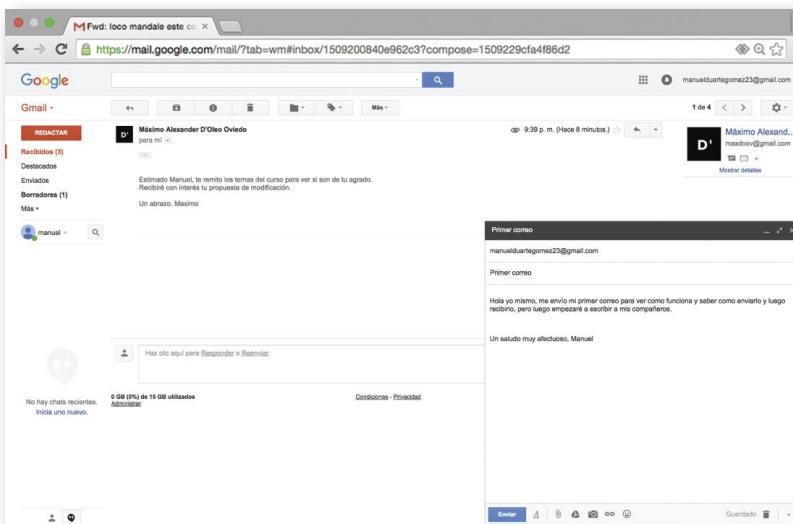 Fwd: loco mandale este co
https://mail.google.com/mail/?tab=wm#inbox/1509200840e962c3?compose=1509229cfa4f86d2
Google
manuelduartegomez23@gmail.com
Gmail
Más
1 de 4
REDACTAR
Recibidos (3)
Destacados
Enviados
Borradores (1)
Más
manuel
D'
Máximo Alexander D'Oleo Oviedo
para mí
9:39 p. m. (Hace 8 minutos.)
Estimado Manuel, te remito los temas del curso para ver si son de tu agrado.
Recibiré con interés tu propuesta de modificación.
Un abrazo. Maximo
D'
Máximo Alexand...
maxdoov@gmail.com
Mostrar detalles
Haz clic aquí para Responder o Reenviar.
0 GB (0%) de 15 GB utilizados
Administrar
Condiciones - Privacidad
No hay chats recientes.
Inicia uno nuevo.
Primer correo
manuelduartegomez23@gmail.com
Primer correo
Hola yo mismo, me envío mi primer correo para ver como funciona y saber como enviarlo y luego
recibirlo, pero luego empezaré a escribir a mis compañeros.
Un saludo muy afectuoso, Manuel
Enviar
Guardado